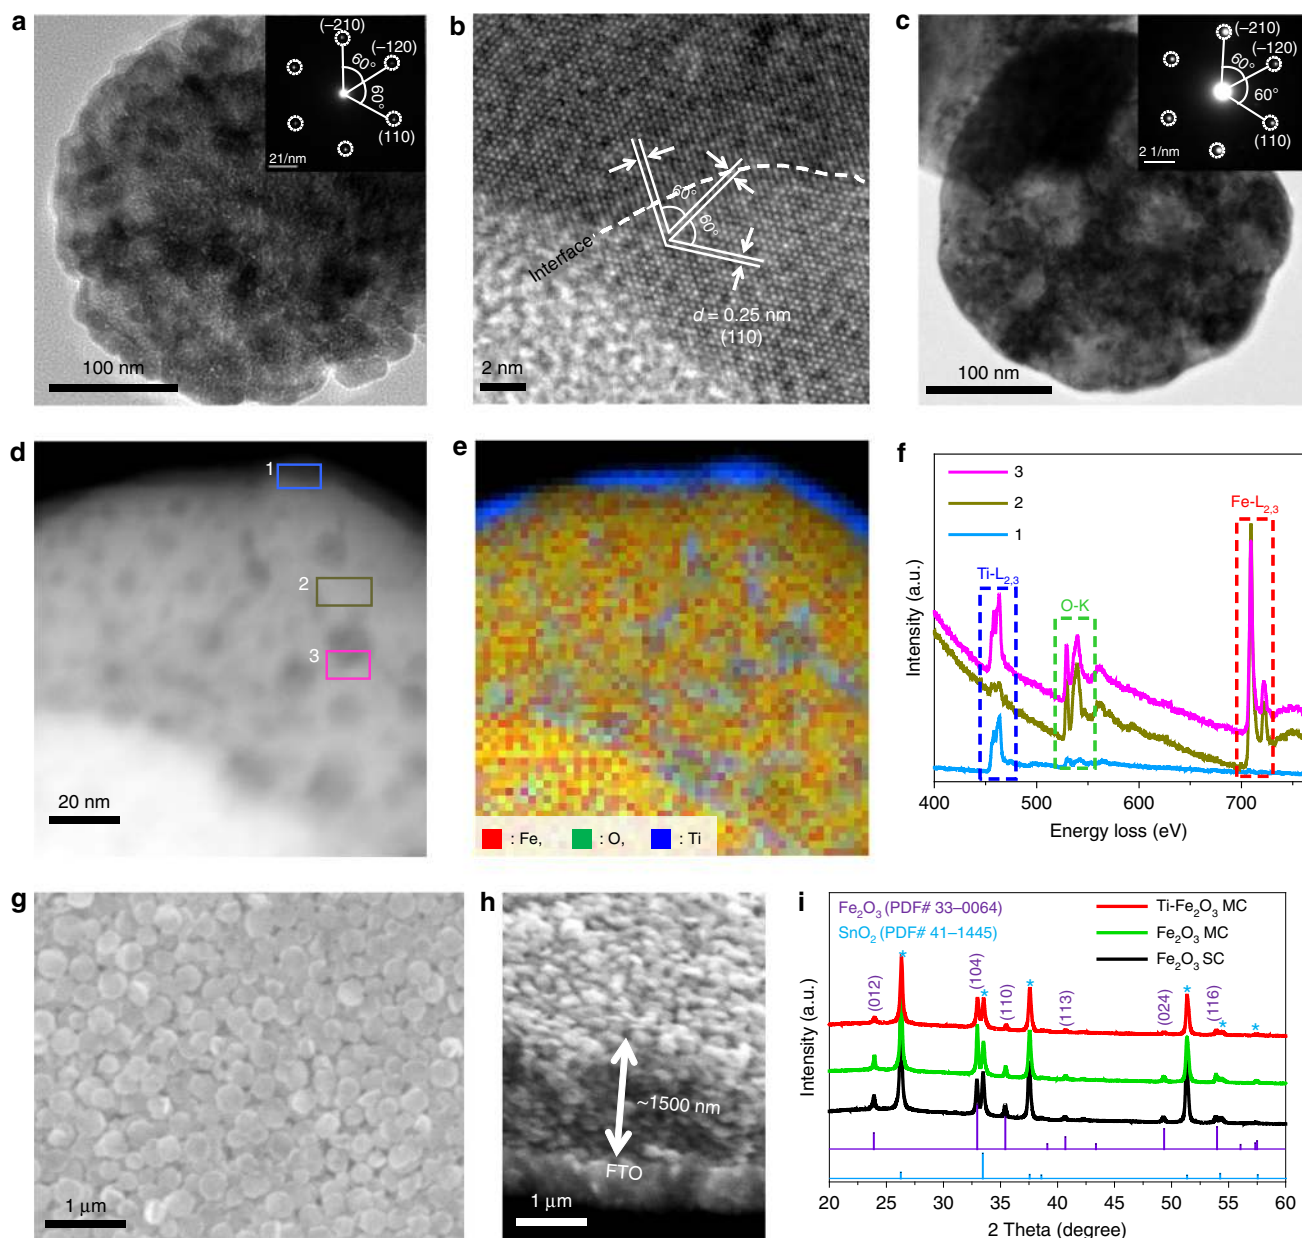 a
(–210)
(–120)
60°
60°
(110)
21/nm
100 nm
b
60°
60°
Interface
d = 0.25 nm
(110)
2 nm
c
(–210)
(–120)
60°
60°
(110)
2 1/nm
100 nm
d
1
2
3
20 nm
e
: Fe, : O, : Ti
f
3
2
1
Fe-L2,3
Ti-L2,3
O-K
Intensity (a.u.)
400 500 600 700
Energy loss (eV)
g
1 μm
h
~1500 nm
FTO
1 μm
i
Fe2O3 (PDF# 33–0064)
SnO2 (PDF# 41–1445)
Ti-Fe2O3 MC
Fe2O3 MC
Fe2O3 SC
(012)
(104)
(110)
(113)
(024)
(116)
* * * * * *
Intensity (a.u.)
20 25 30 35 40 45 50 55 60
2 Theta (degree)